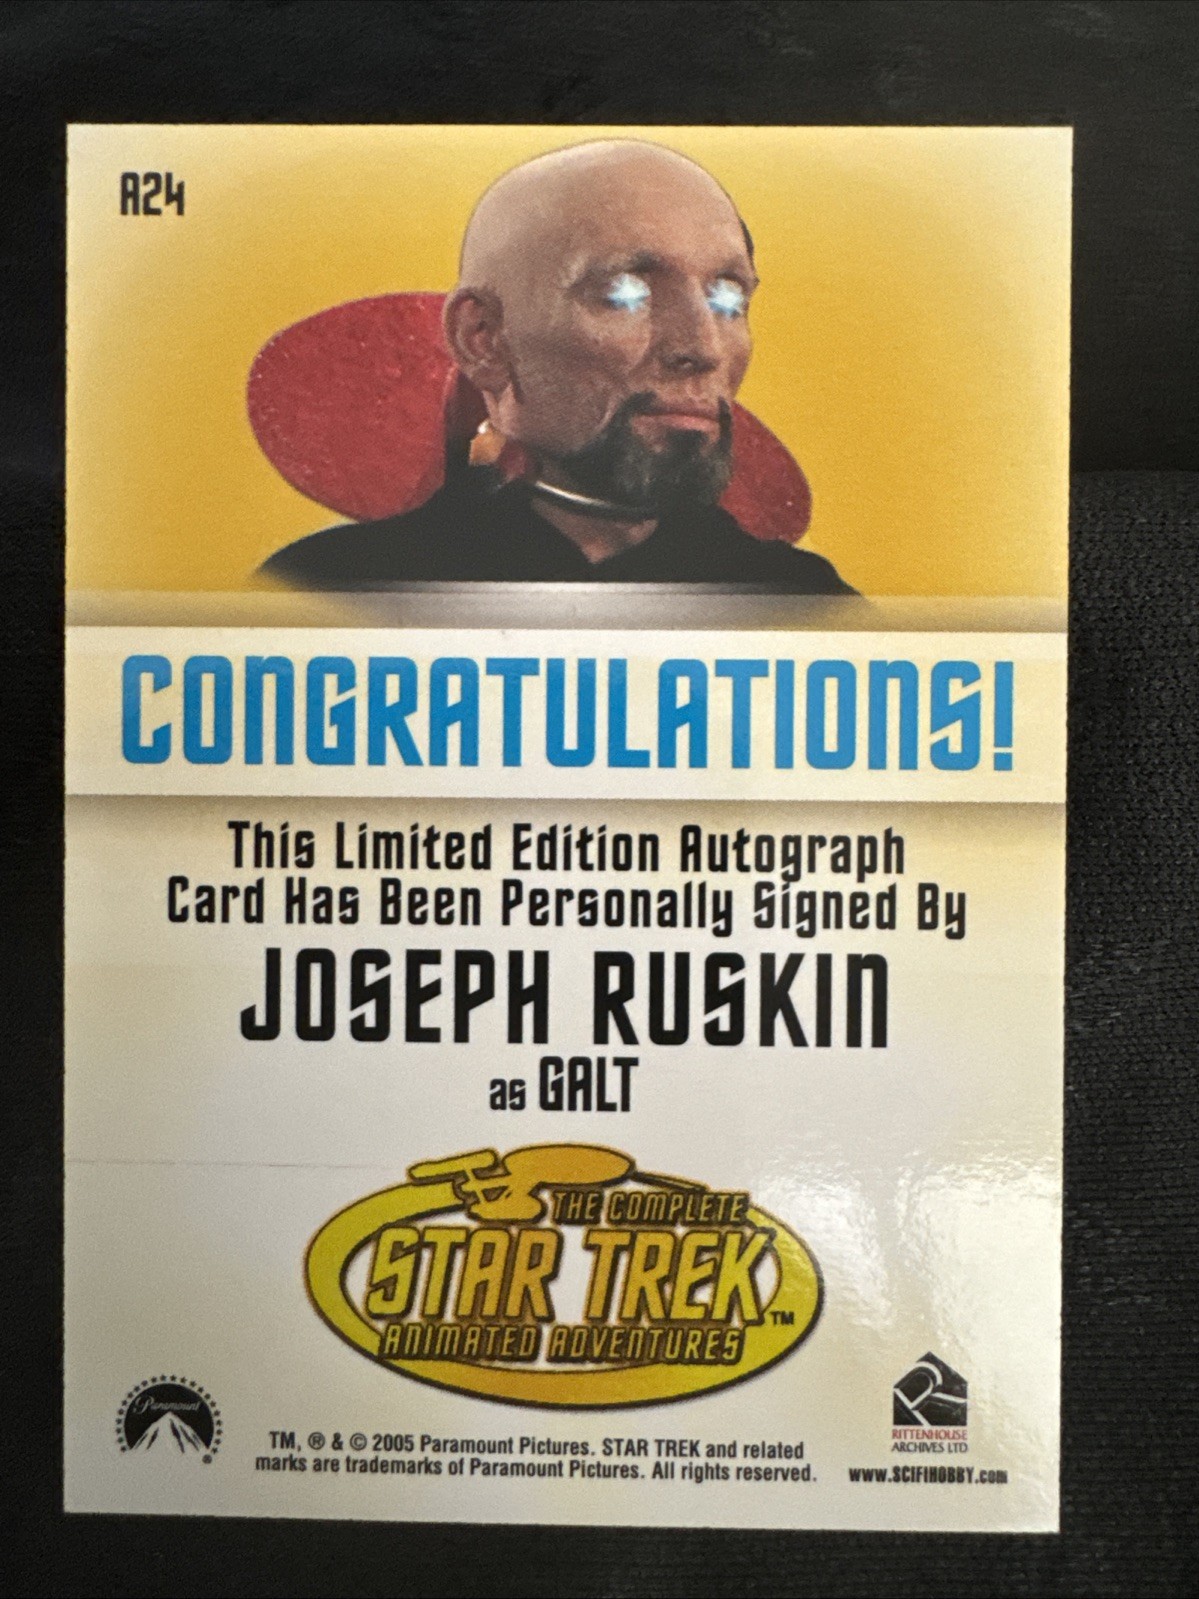 A24
CONGRATULATIONS!
This Limited Edition Autograph
Card Has Been Personally Signed By
JOSEPH RUSKIN
as GALT
THE COMPLETE
STAR TREK™
ANIMATED ADVENTURES
Paramount
®
TM, ® & © 2005 Paramount Pictures. STAR TREK and related
marks are trademarks of Paramount Pictures. All rights reserved.
RITTENHOUSE
ARCHIVES LTD
www.SCIFIHOBBY.com